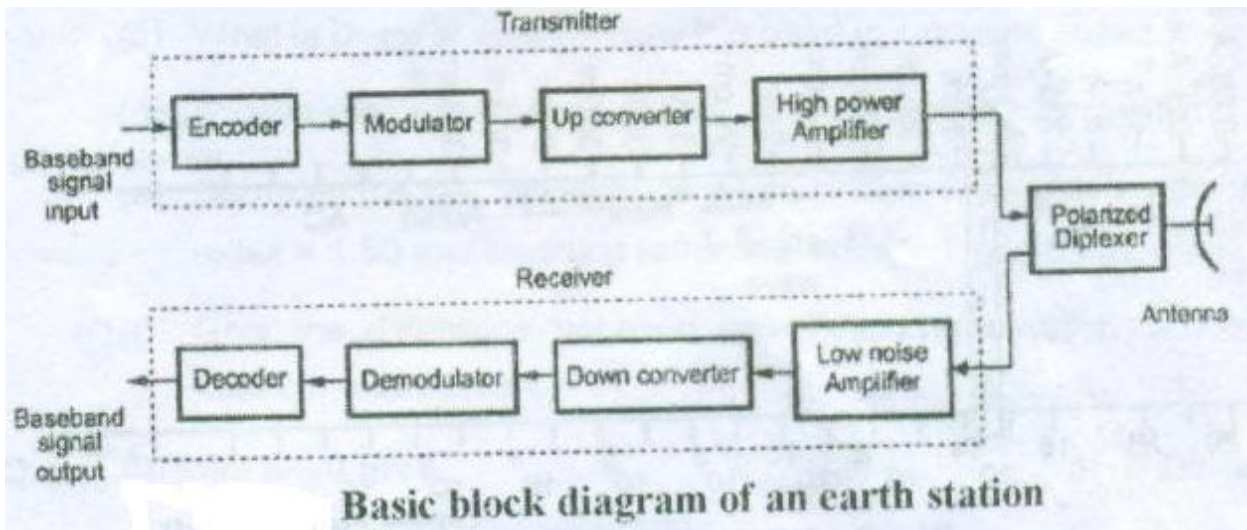 Transmitter
Encoder
Modulator
Up converter
High power
Amplifier
Baseband
signal
input
Polarized
Diplexer
Antenna
Receiver
Decoder
Demodulator
Down converter
Low noise
Amplifier
Baseband
signal
output
Basic block diagram of an earth station